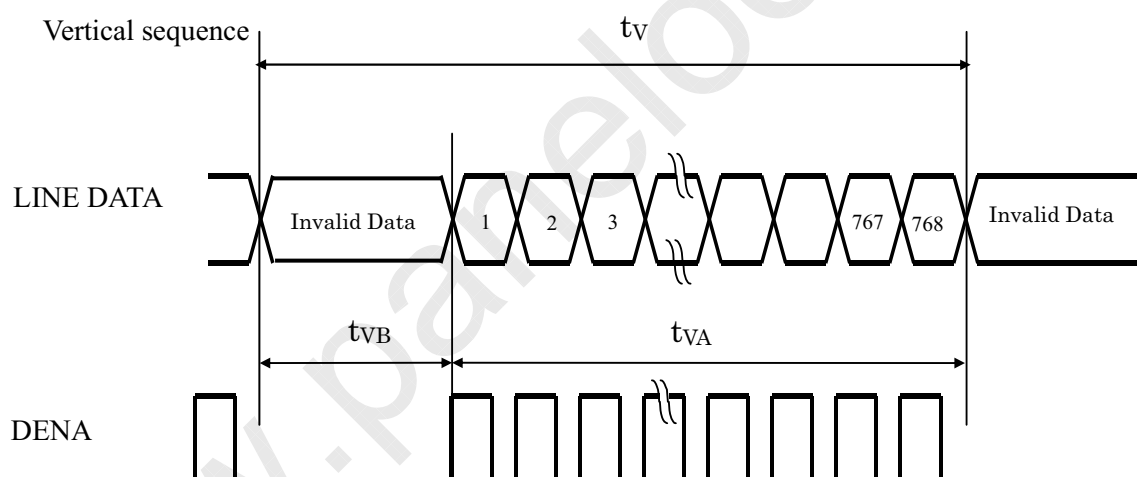 Vertical sequence
tV
LINE DATA
Invalid Data 1 2 3 767 768 Invalid Data
tVB tVA
DENA